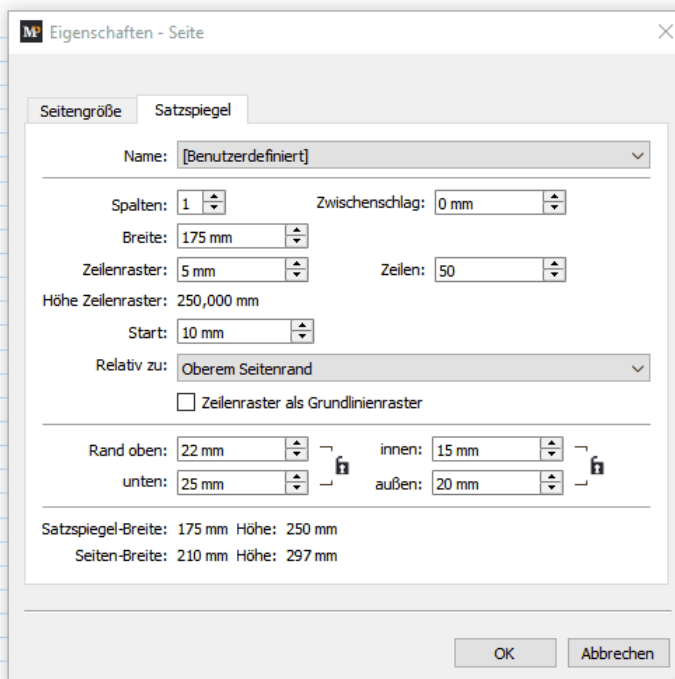 MP Eigenschaften - Seite
Seitengröße Satzspiegel
Name: [Benutzerdefiniert]
Spalten: 1 Zwischenschlag: 0 mm
Breite: 175 mm
Zeilenraster: 5 mm Zeilen: 50
Höhe Zeilenraster: 250,000 mm
Start: 10 mm
Relativ zu: Oberem Seitenrand
Zeilenraster als Grundlinienraster
Rand oben: 22 mm innen: 15 mm
unten: 25 mm außen: 20 mm
Satzspiegel-Breite: 175 mm Höhe: 250 mm
Seiten-Breite: 210 mm Höhe: 297 mm
OK Abbrechen